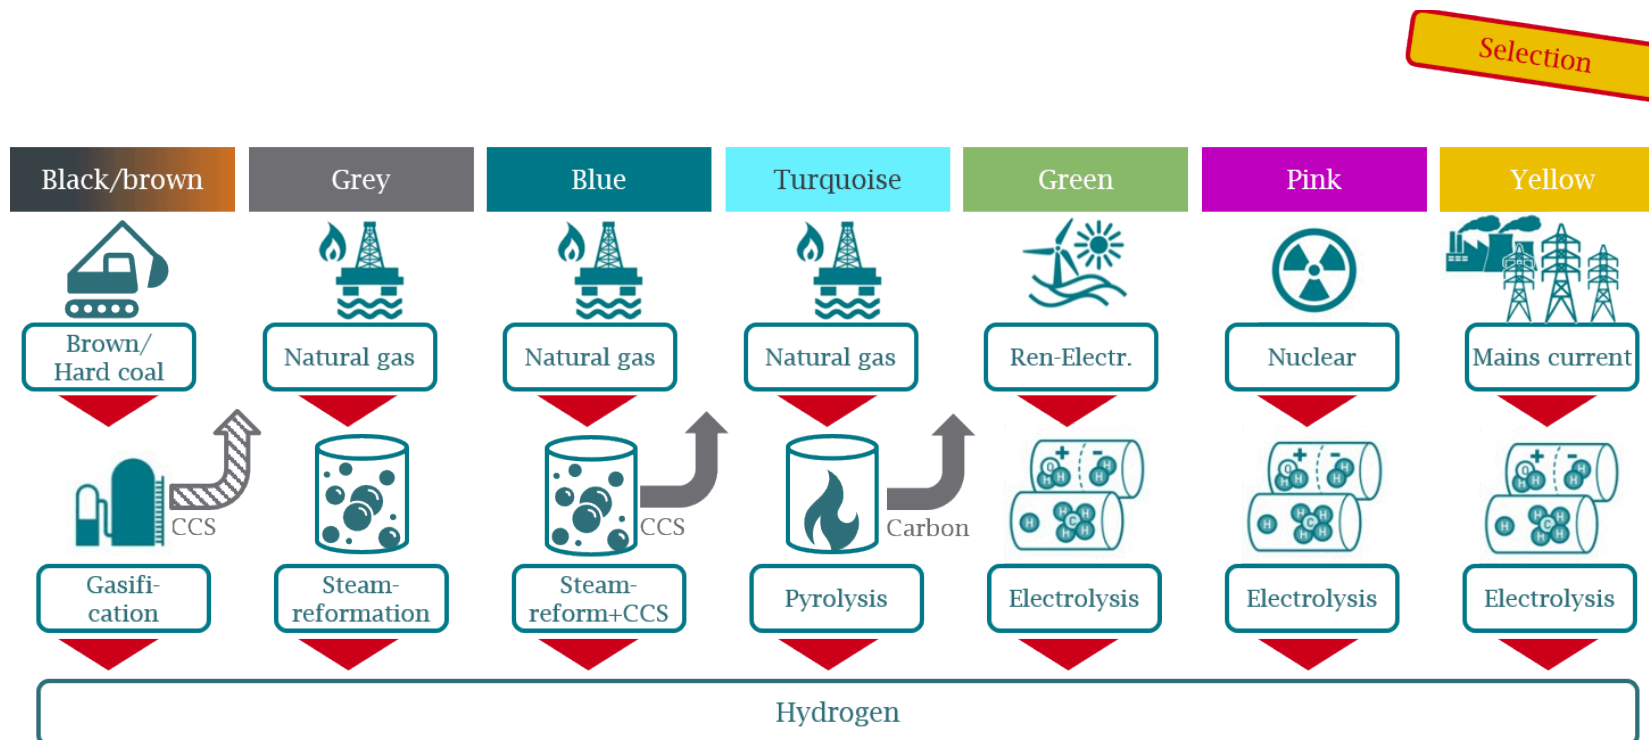 Selection
Black/brown
Grey
Blue
Turquoise
Green
Pink
Yellow
Brown/
Hard coal
Natural gas
Natural gas
Natural gas
Ren-Electr.
Nuclear
Mains current
CCS
CCS
Carbon
+ -
O H H H
H C H H H H
+ -
O H H H
H C H H H H
+ -
O H H H
H C H H H H
Gasifi-
cation
Steam-
reformation
Steam-
reform+CCS
Pyrolysis
Electrolysis
Electrolysis
Electrolysis
Hydrogen